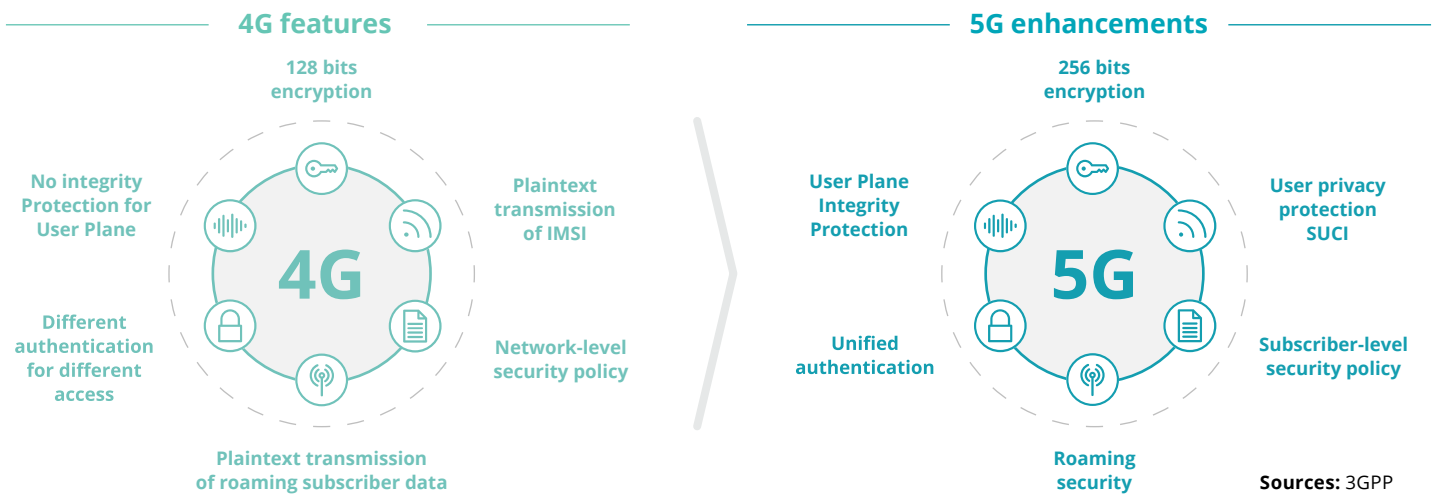 4G features
128 bits
encryption
No integrity
Protection for
User Plane
Plaintext
transmission
of IMSI
4G
Different
authentication
for different
access
Network-level
security policy
Plaintext transmission
of roaming subscriber data
5G enhancements
256 bits
encryption
User Plane
Integrity
Protection
User privacy
protection
SUCI
5G
Unified
authentication
Subscriber-level
security policy
Roaming
security
Sources: 3GPP